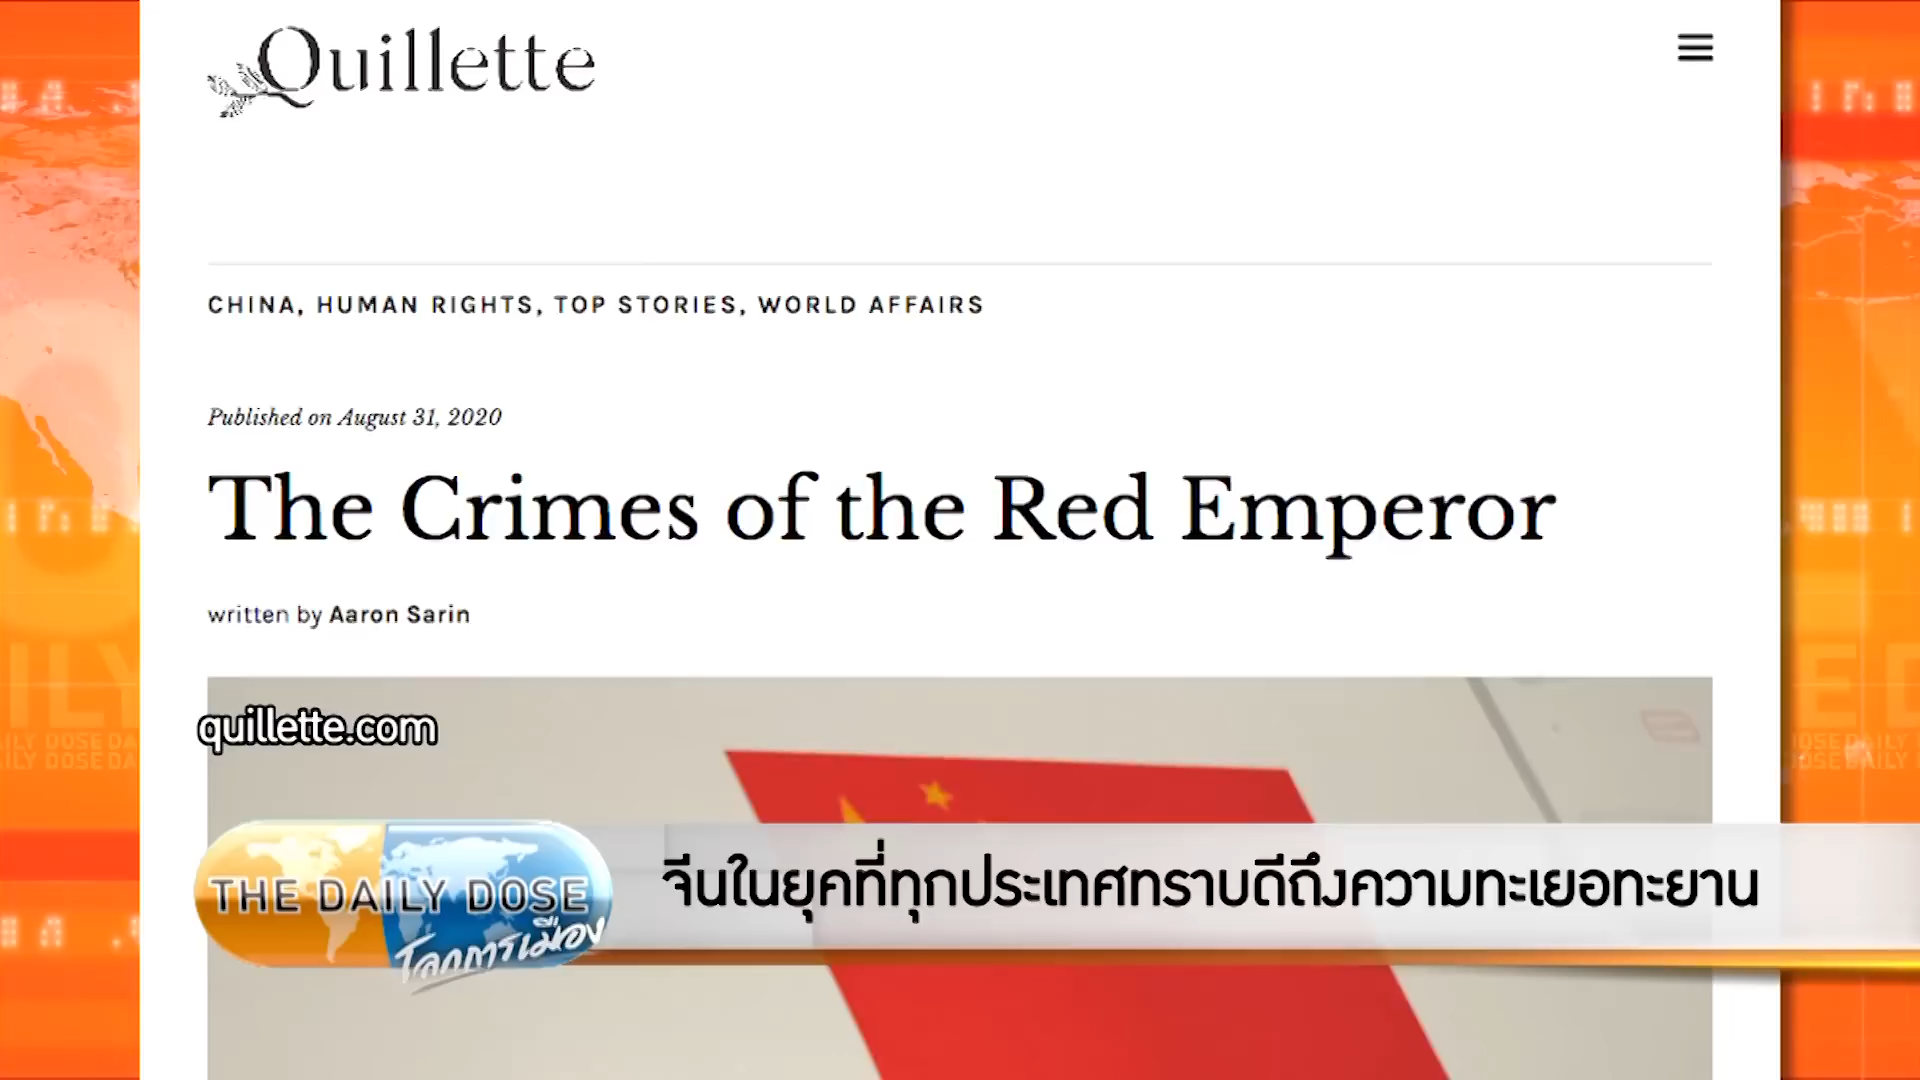 Quillette
CHINA, HUMAN RIGHTS, TOP STORIES, WORLD AFFAIRS
Published on August 31, 2020
The Crimes of the Red Emperor
written by Aaron Sarin
quillette.com
THE DAILY DOSE
โลกการเมือง
จีนในยุคที่ทุกประเทศทราบดีถึงความทะเยอทะยาน